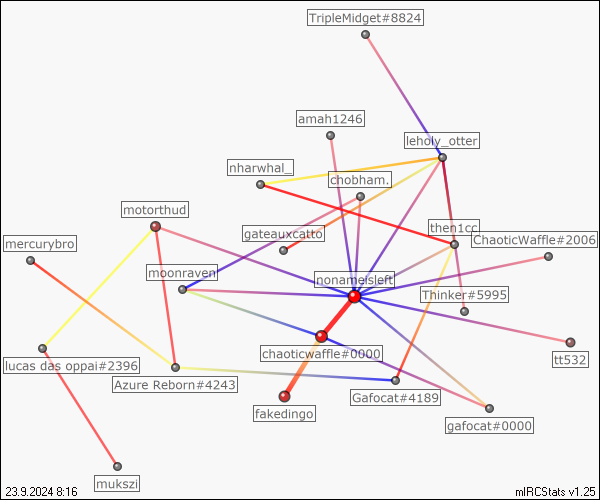 TripleMidget#8824
amah1246
leholy_otter
nharwhal_
chobham.
motorthud
then1cc
gateauxcatto
mercurybro
ChaoticWaffle#2006
moonraven
nonameisleft
Thinker#5995
chaoticwaffle#0000
tt532
lucas das oppai#2396
Azure Reborn#4243
Gafocat#4189
fakedingo
gafocat#0000
mukszi
23.9.2024 8:16
mIRCStats v1.25